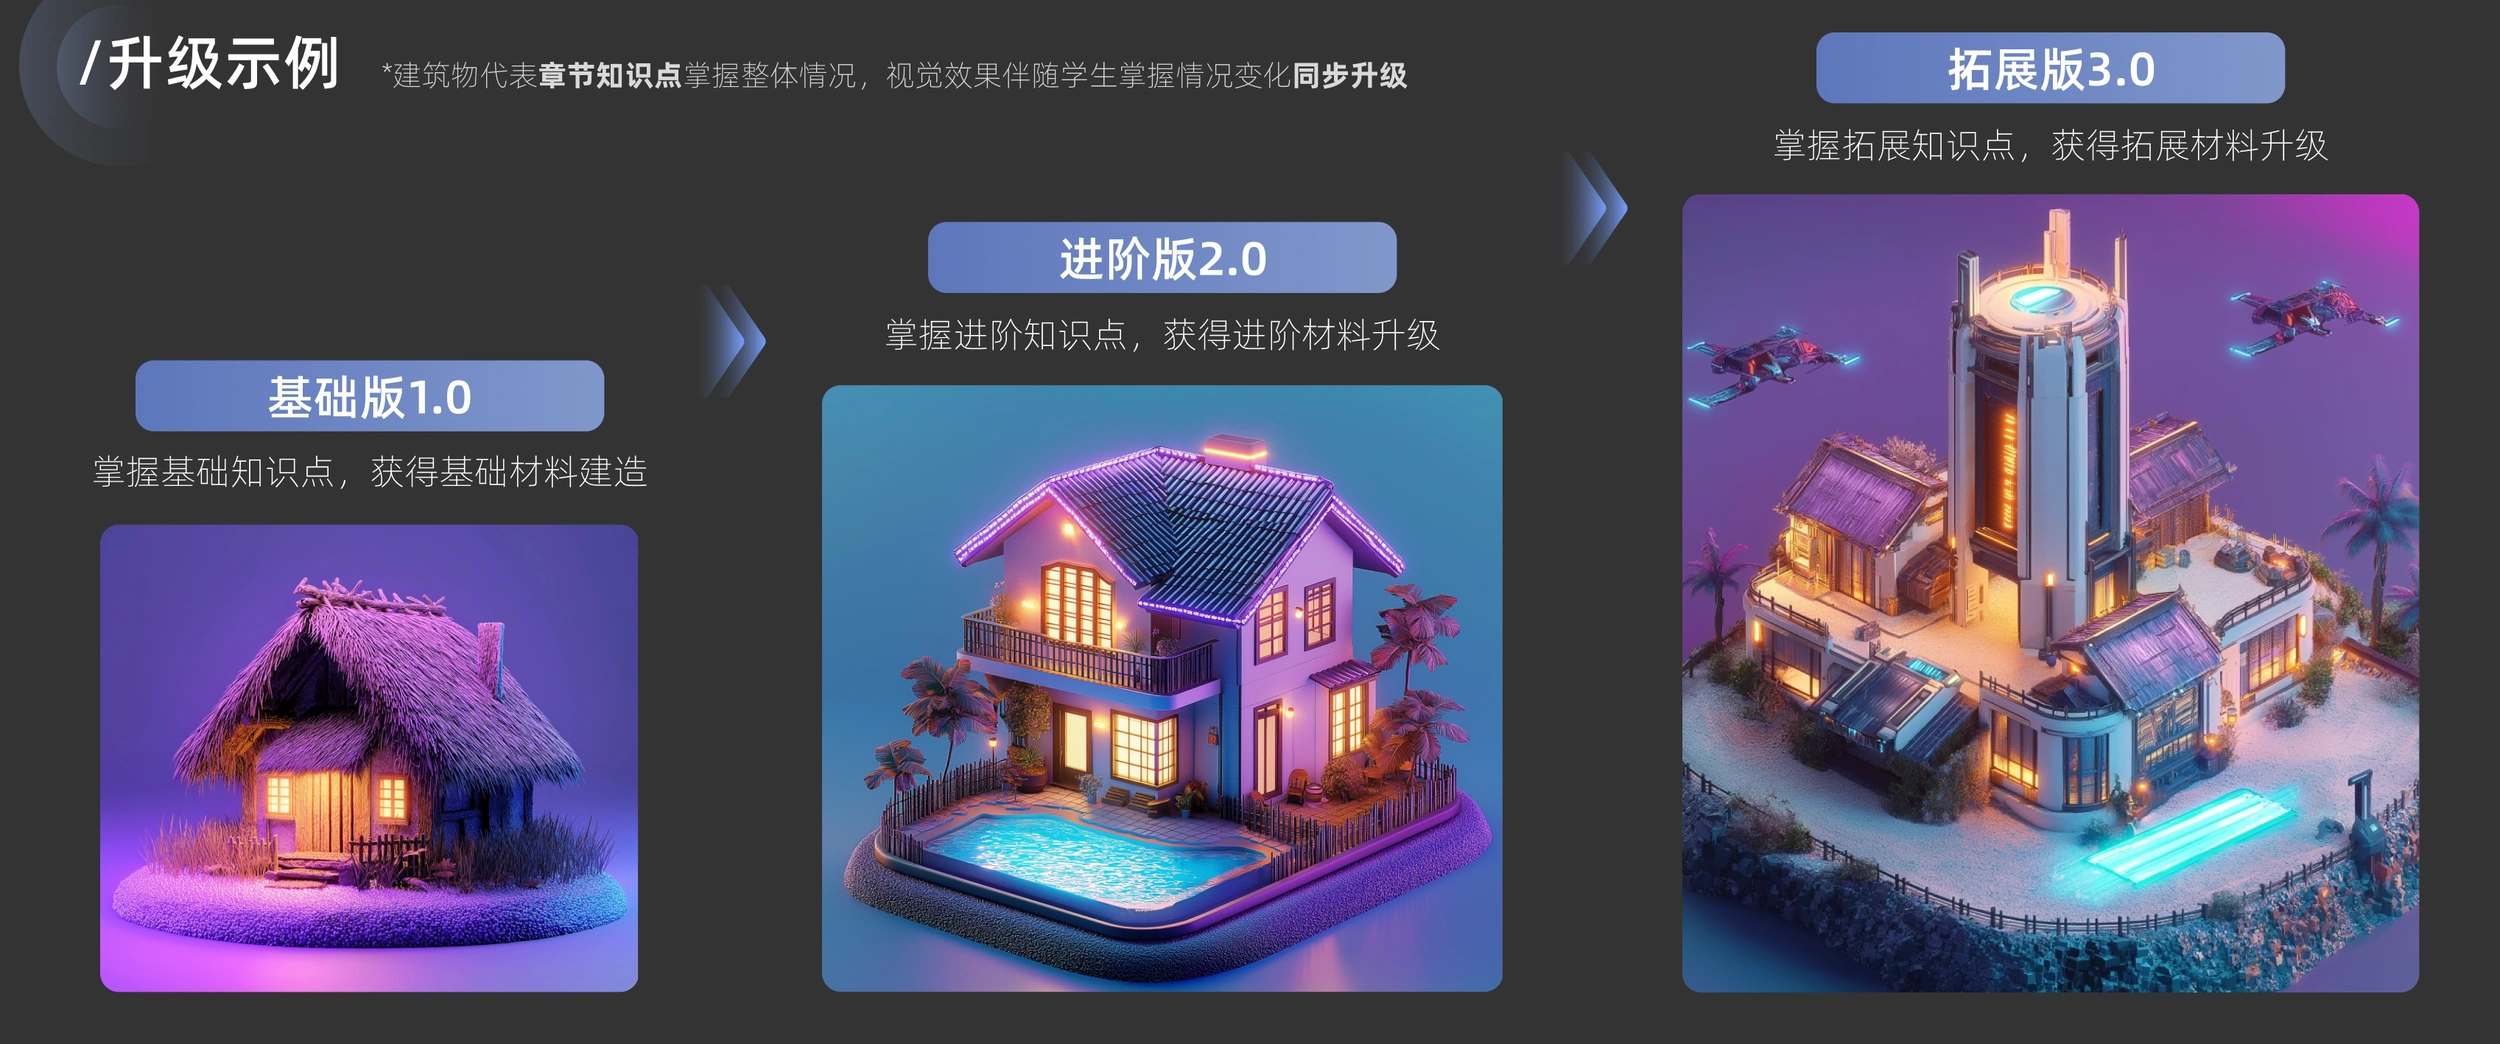 /升级示例
*建筑物代表章节知识点掌握整体情况，视觉效果伴随学生掌握情况变化同步升级
基础版1.0
掌握基础知识点，获得基础材料建造
进阶版2.0
掌握进阶知识点，获得进阶材料升级
拓展版3.0
掌握拓展知识点，获得拓展材料升级